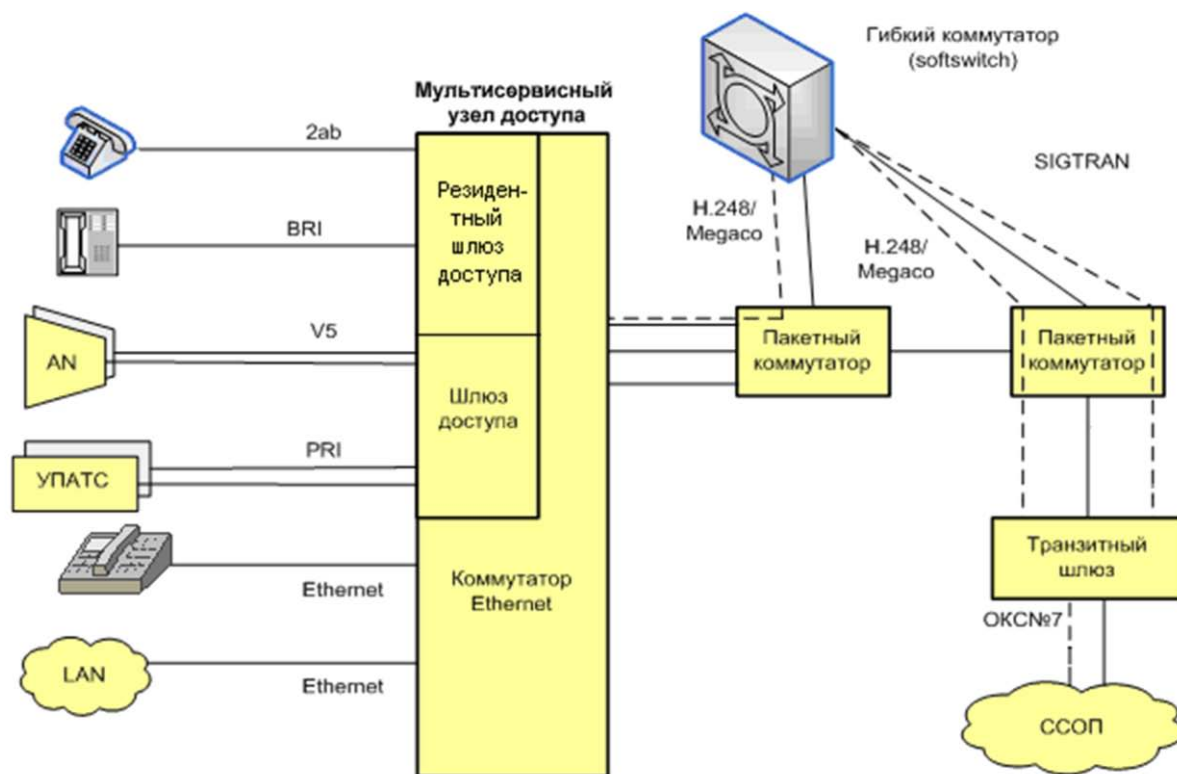 Гибкий коммутатор
(softswitch)
Мультисервисный
узел доступа
2ab
Резиден-
тный
шлюз
доступа
BRI
H.248/
Megaco
SIGTRAN
H.248/
Megaco
AN
V5
Пакетный
коммутатор
Пакетный
коммутатор
Шлюз
доступа
УПАТС
PRI
Ethernet
Коммутатор
Ethernet
Транзитный
шлюз
ОКС№7
LAN
Ethernet
ССОП